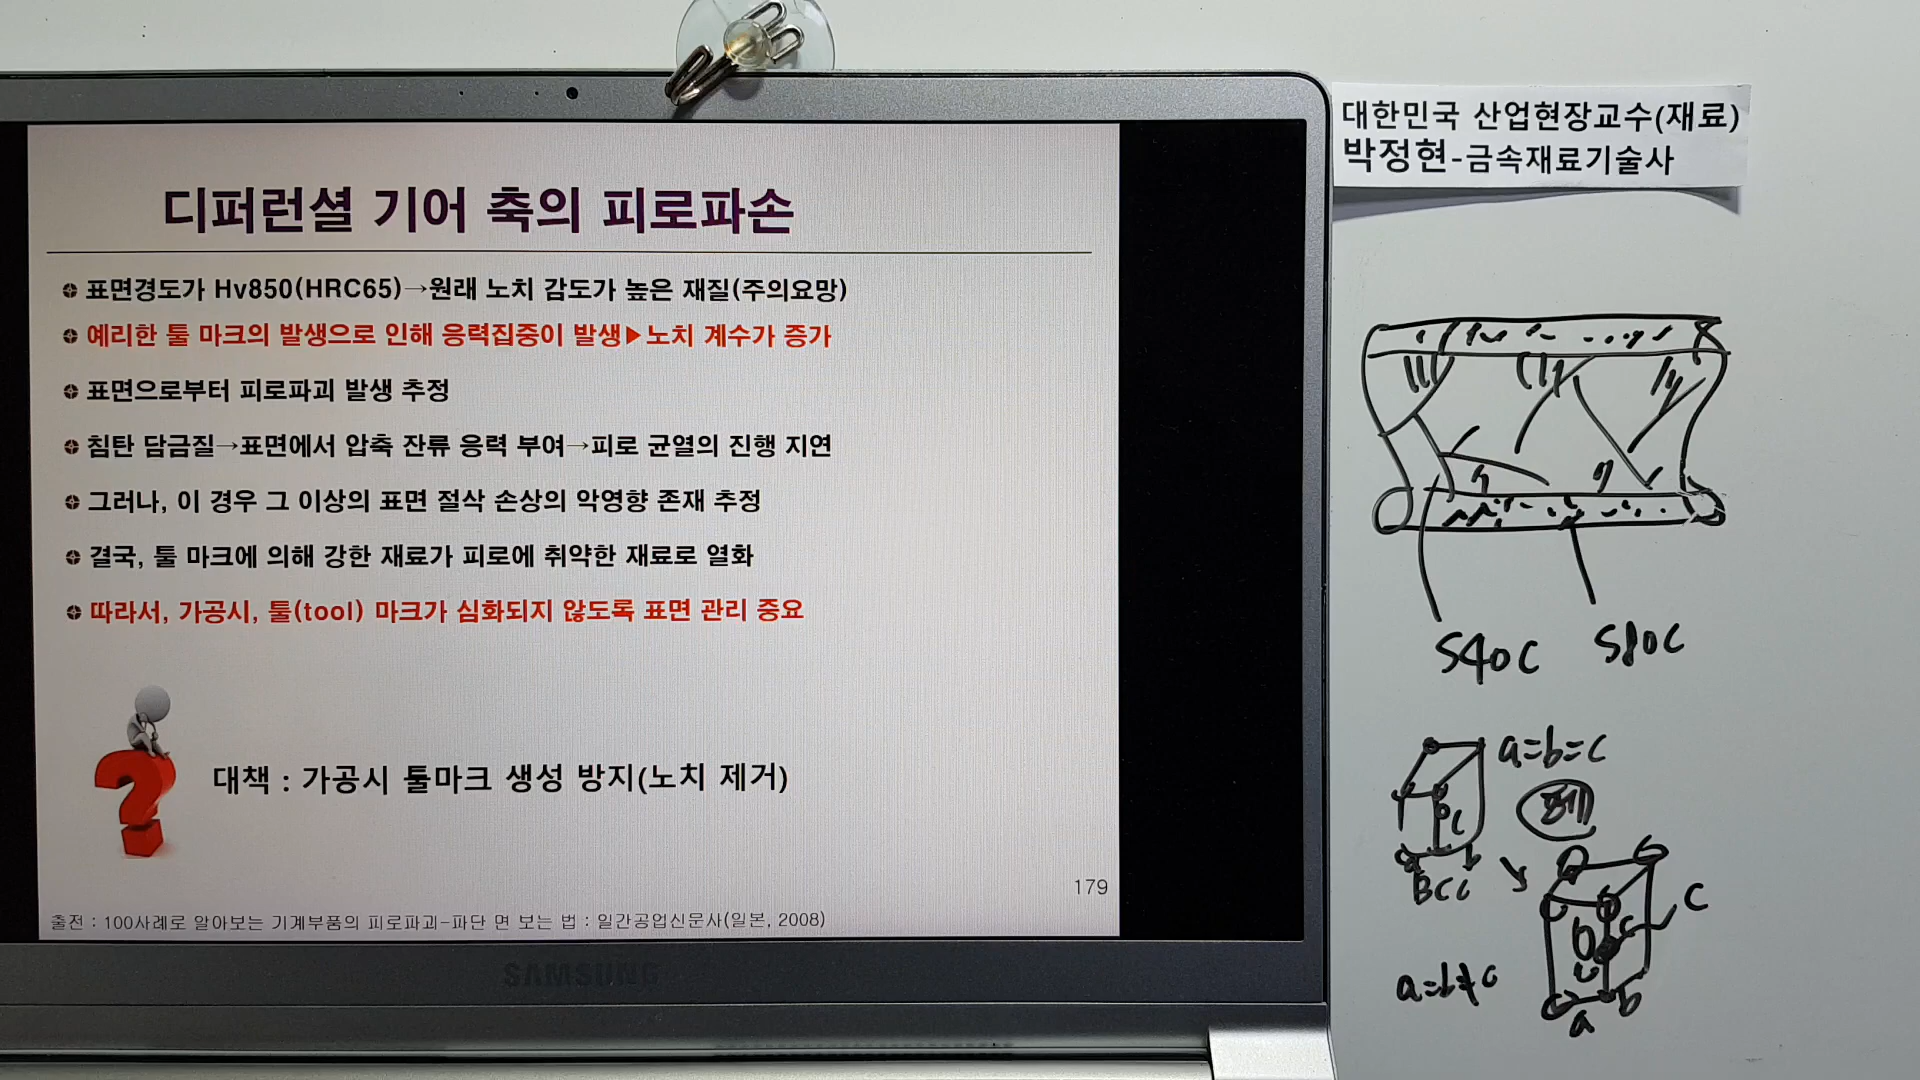 대한민국 산업현장교수(재료)
박정현-금속재료기술사
디퍼런셜 기어 축의 피로파손
표면경도가 Hv850(HRC65)→원래 노치 감도가 높은 재질(주의요망)
예리한 툴 마크의 발생으로 인해 응력집중이 발생▶노치 계수가 증가
표면으로부터 피로파괴 발생 추정
침탄 담금질→표면에서 압축 잔류 응력 부여→피로 균열의 진행 지연
그러나, 이 경우 그 이상의 표면 절삭 손상의 악영향 존재 추정
결국, 툴 마크에 의해 강한 재료가 피로에 취약한 재료로 열화
따라서, 가공시, 툴(tool) 마크가 심화되지 않도록 표면 관리 중요
대책 : 가공시 툴마크 생성 방지(노치 제거)
179
출전 : 100사례로 알아보는 기계부품의 피로파괴-파단 면 보는 법 : 일간공업신문사(일본, 2008)
SAMSUNG
S40C
S80C
a=b=c
BCC
c
a=b≠c
a
b